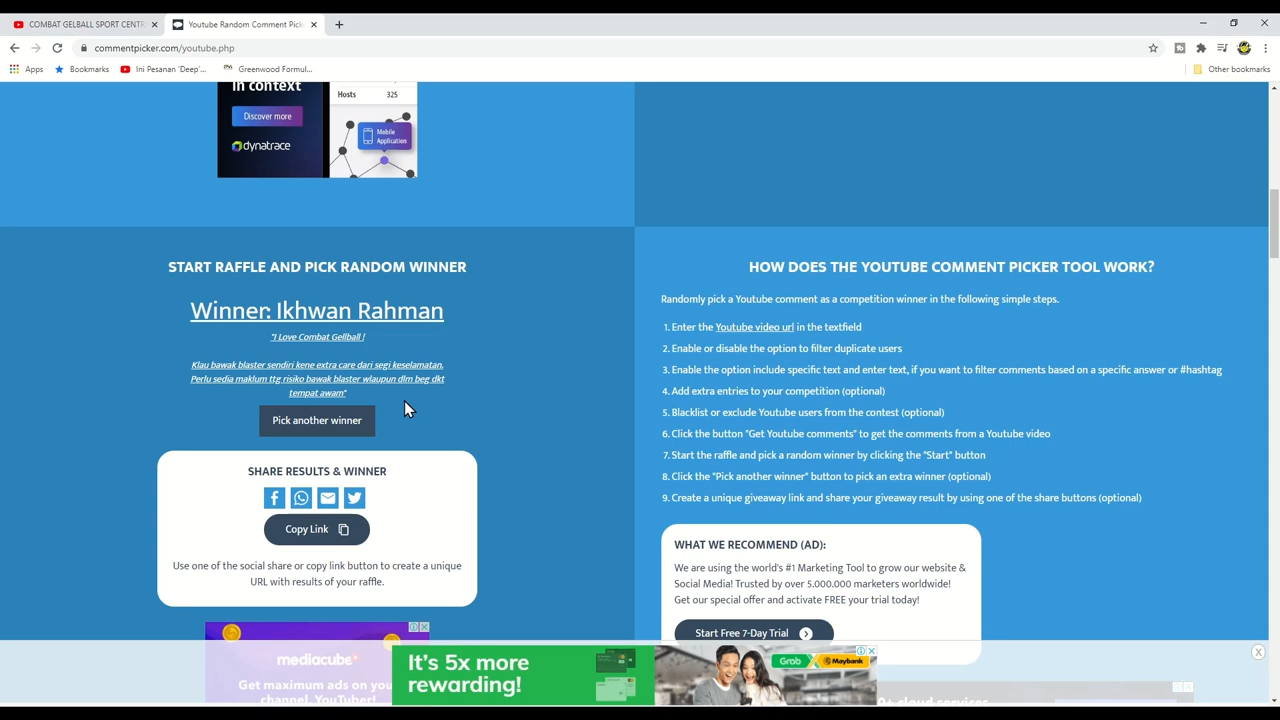 COMBAT GELBALL SPORT CENTR
Youtube Random Comment Pick
commentpicker.com/youtube.php
Apps
Bookmarks
Ini Pesanan 'Deep'...
Greenwood Formul...
Other bookmarks
in context
Discover more
dynatrace
Hosts 325
Mobile
Application
START RAFFLE AND PICK RANDOM WINNER
Winner: Ikhwan Rahman
"I Love Combat Gellball !
Klau bawak blaster sendiri kene extra care dari segi keselamatan.
Perlu sedia maklum ttg risiko bawak blaster wlaupun dlm beg dkt
tempat awam"
Pick another winner
SHARE RESULTS & WINNER
Copy Link
Use one of the social share or copy link button to create a unique
URL with results of your raffle.
mediacube
Get maximum ads on you
channel, YouTuber!
HOW DOES THE YOUTUBE COMMENT PICKER TOOL WORK?
Randomly pick a Youtube comment as a competition winner in the following simple steps.
1. Enter the Youtube video url in the textfield
2. Enable or disable the option to filter duplicate users
3. Enable the option include specific text and enter text, if you want to filter comments based on a specific answer or #hashtag
4. Add extra entries to your competition (optional)
5. Blacklist or exclude Youtube users from the contest (optional)
6. Click the button "Get Youtube comments" to get the comments from a Youtube video
7. Start the raffle and pick a random winner by clicking the "Start" button
8. Click the "Pick another winner" button to pick an extra winner (optional)
9. Create a unique giveaway link and share your giveaway result by using one of the share buttons (optional)
WHAT WE RECOMMEND (AD):
We are using the world's #1 Marketing Tool to grow our website &
Social Media! Trusted by over 5.000.000 marketers worldwide!
Get our special offer and activate FREE your trial today!
Start Free 7-Day Trial
It's 5x more
rewarding!
Grab
Maybank
cloud services